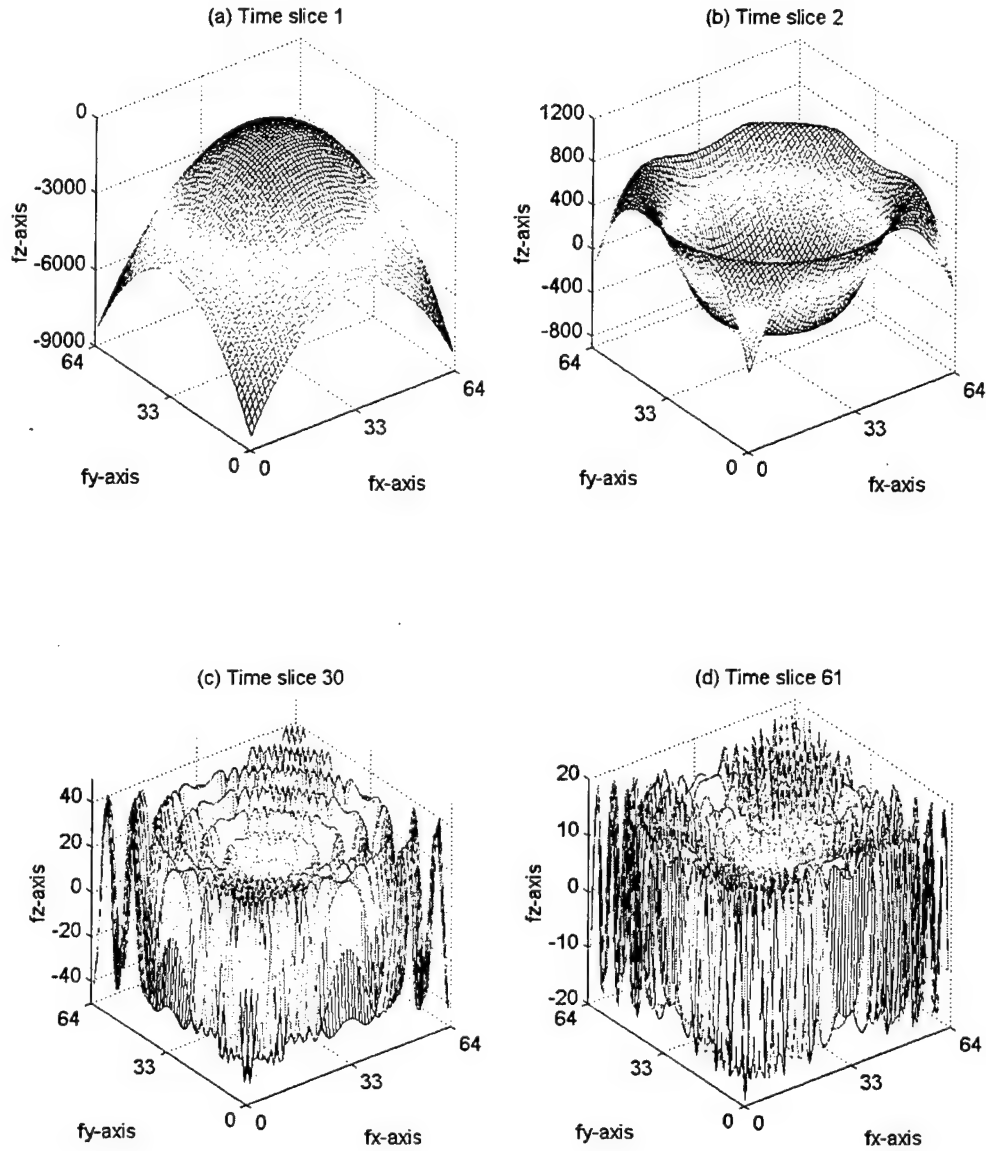 (a) Time slice 1
0
-3000
-6000
-9000
fz-axis
64
33
0
fy-axis
0
33
64
fx-axis
(b) Time slice 2
1200
800
400
0
-400
-800
fz-axis
64
33
0
fy-axis
0
33
64
fx-axis
(c) Time slice 30
40
20
0
-20
-40
fz-axis
64
33
0
fy-axis
0
33
64
fx-axis
(d) Time slice 61
20
10
0
-10
-20
fz-axis
64
33
0
fy-axis
0
33
64
fx-axis